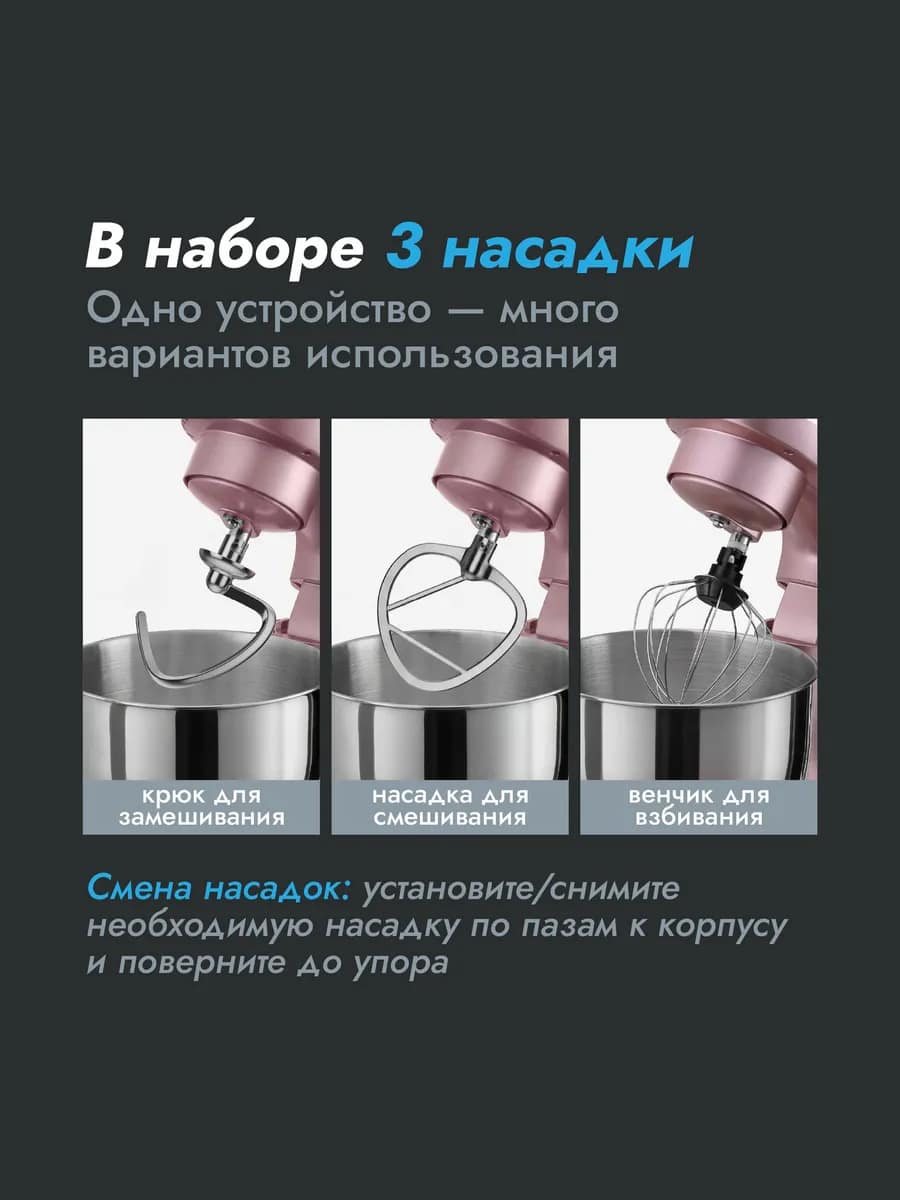 В наборе 3 насадки
Одно устройство — много
вариантов использования
крюк для
замешивания
насадка для
смешивания
венчик для
взбивания
Смена насадок: установите/снимите
необходимую насадку по пазам к корпусу
и поверните до упора